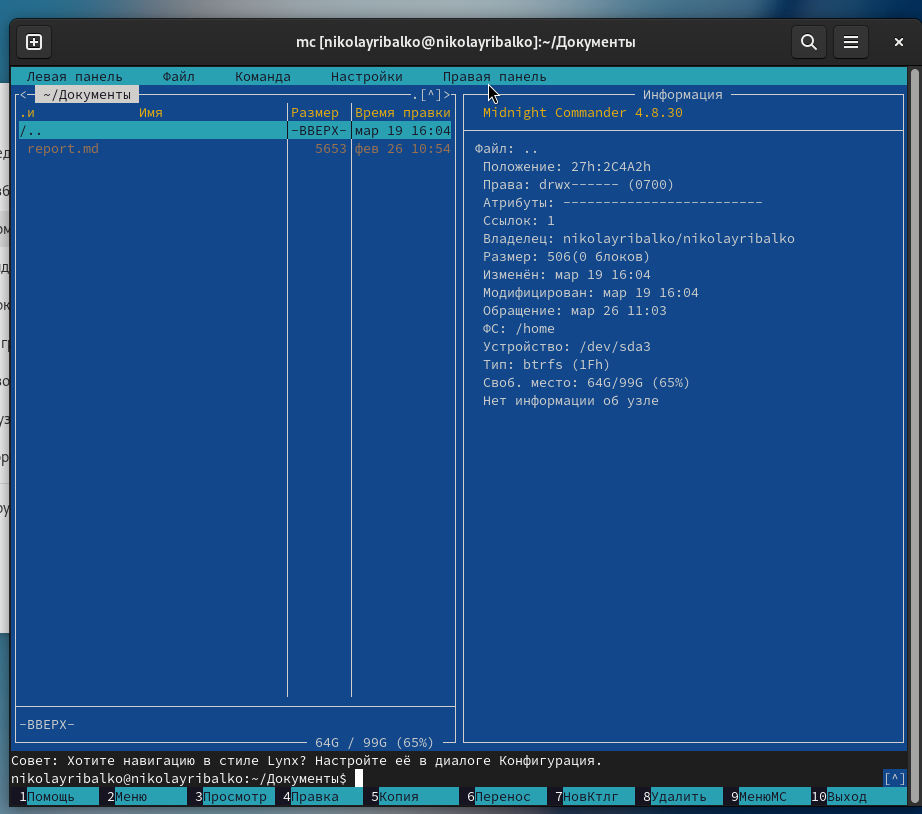 mc [nikolayribalko@nikolayribalko]:~/Документы
Левая панель Файл Команда Настройки Правая панель
<─ ~/Документы .[^]>
.и Имя Размер Время правки
/.. -ВВЕРХ- мар 19 16:04
report.md 5653 фев 26 10:54
-ВВЕРХ-
64G / 99G (65%)
Информация
Midnight Commander 4.8.30
Файл: ..
Положение: 27h:2C4A2h
Права: drwx------ (0700)
Атрибуты: -------------------------
Ссылок: 1
Владелец: nikolayribalko/nikolayribalko
Размер: 506(0 блоков)
Изменён: мар 19 16:04
Модифицирован: мар 19 16:04
Обращение: мар 26 11:03
ФС: /home
Устройство: /dev/sda3
Тип: btrfs (1Fh)
Своб. место: 64G/99G (65%)
Нет информации об узле
Совет: Хотите навигацию в стиле Lynx? Настройте её в диалоге Конфигурация.
nikolayribalko@nikolayribalko:~/Документы$ [^]
1Помощь 2Меню 3Просмотр 4Правка 5Копия 6Перенос 7НовКтлг 8Удалить 9МенюМС 10Выход